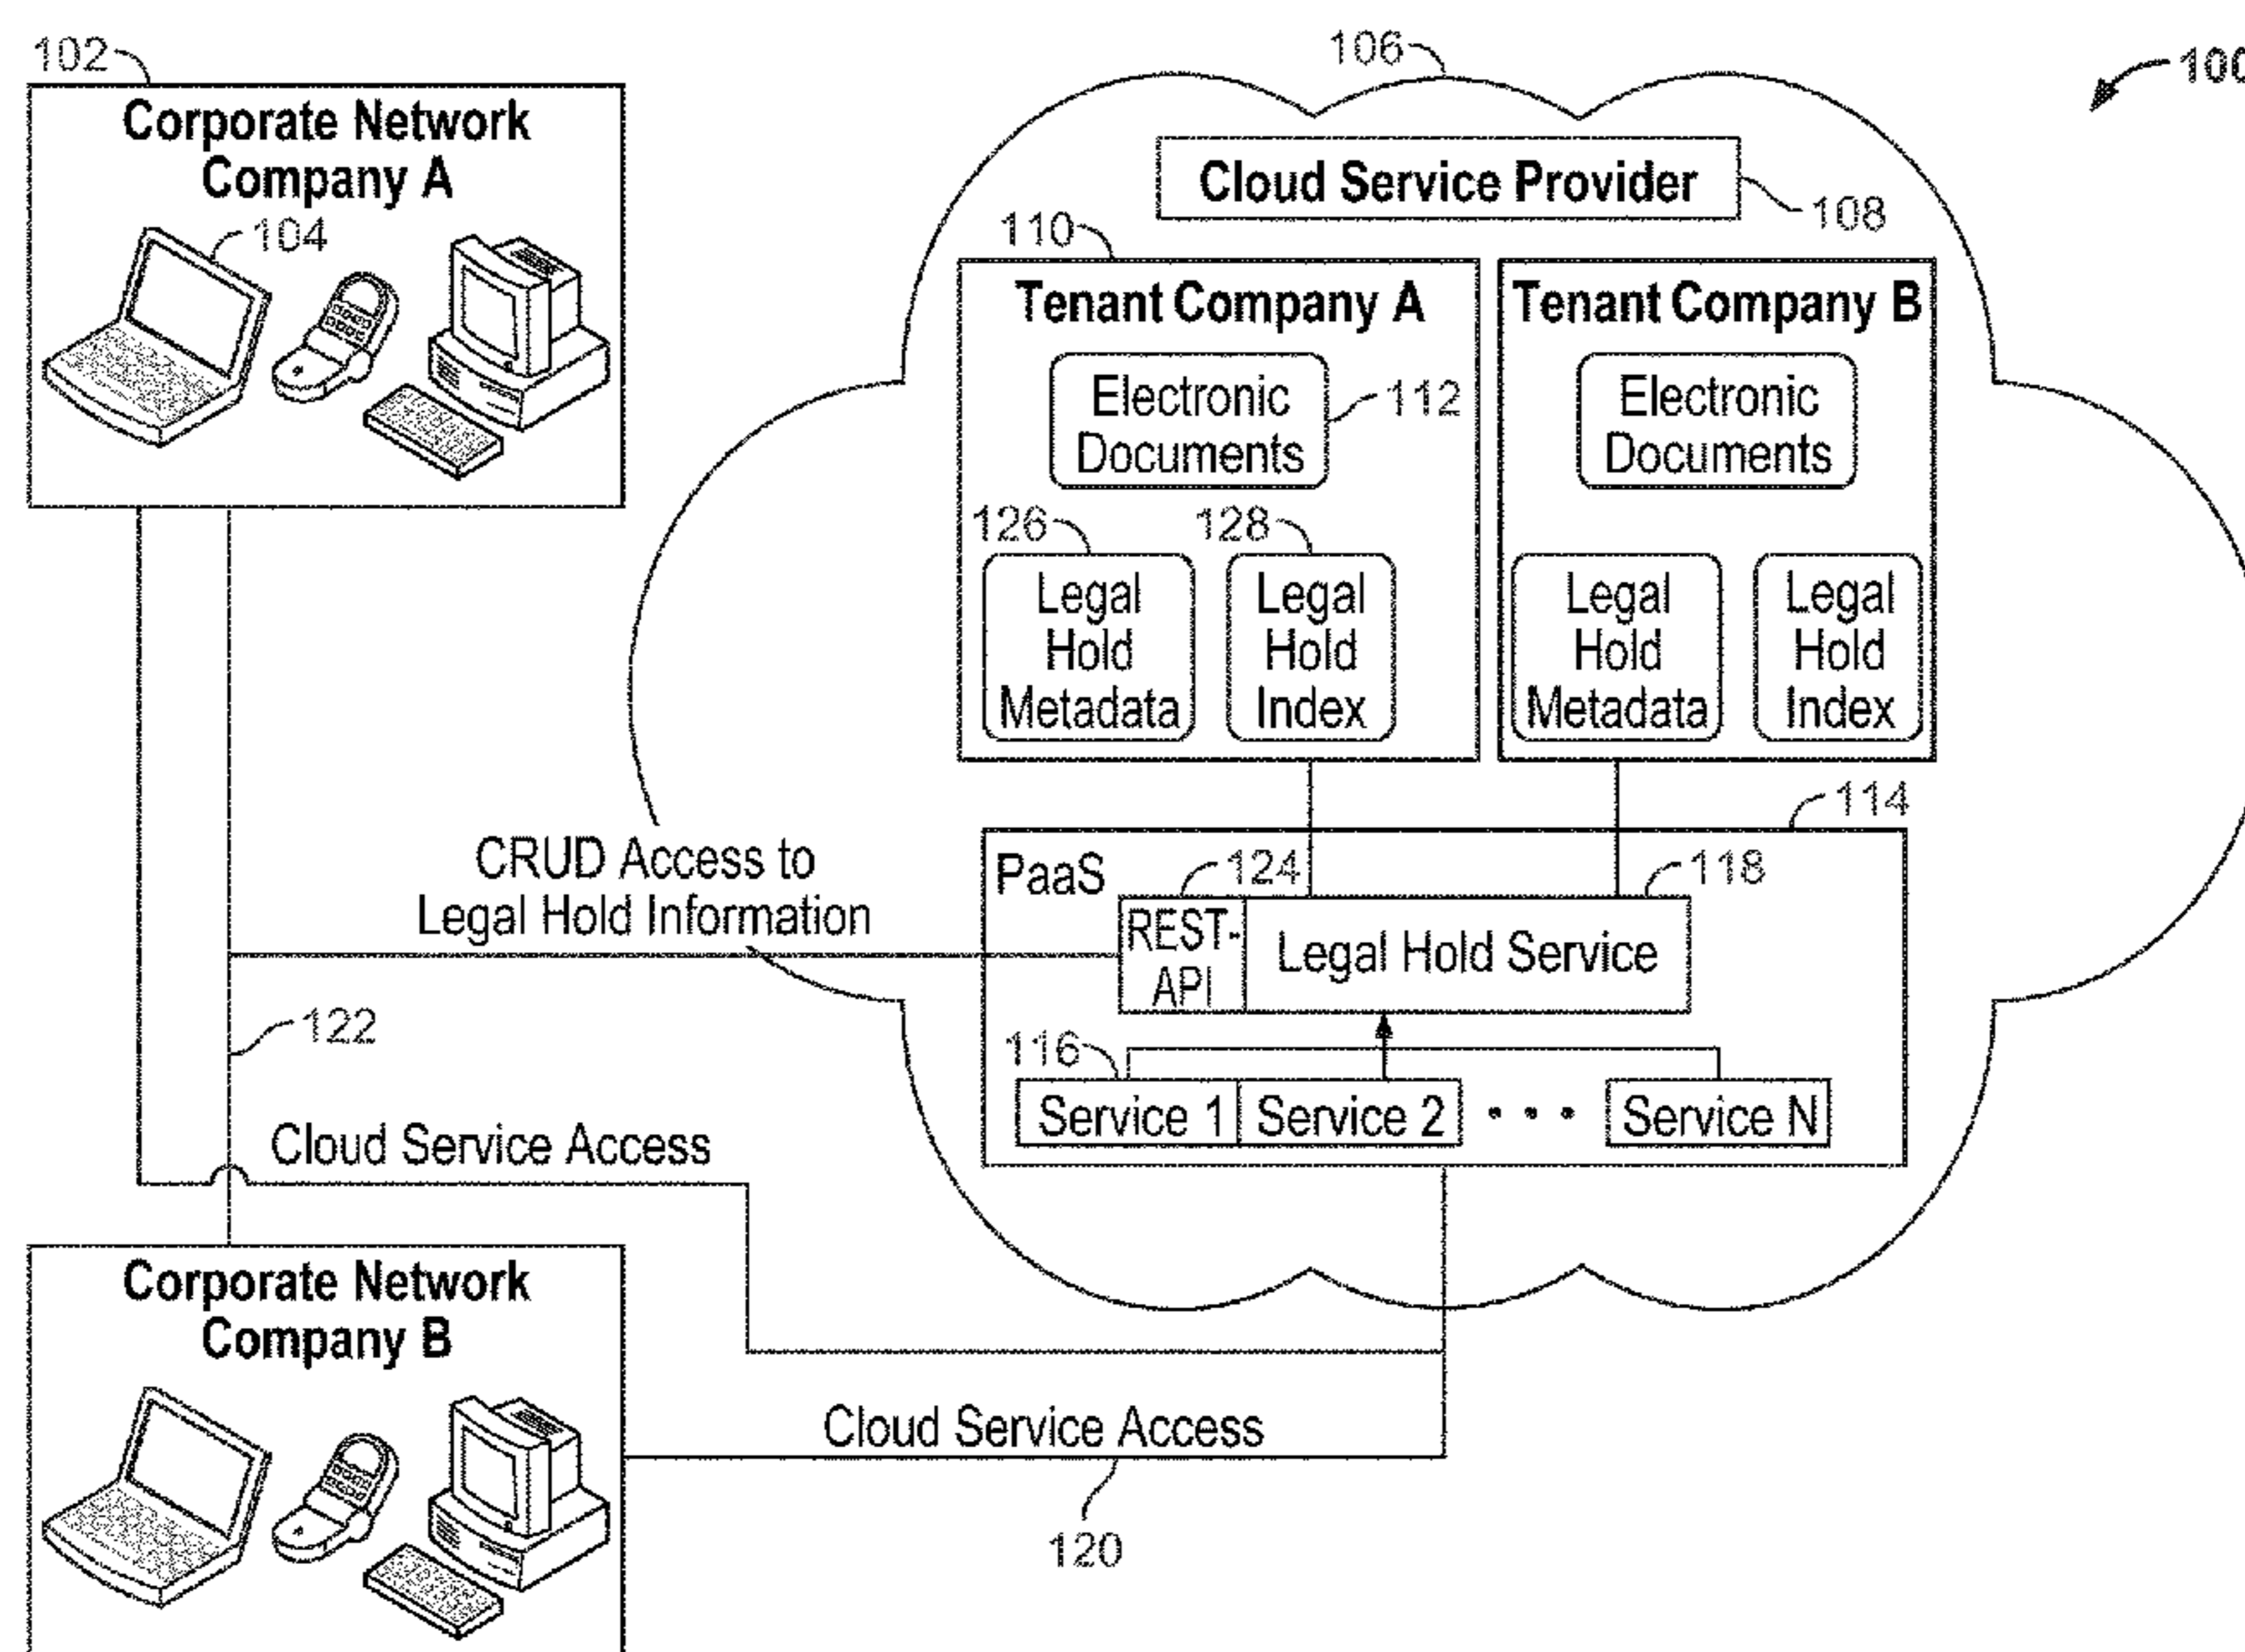 102
Corporate Network
Company A
104
106
100
Cloud Service Provider
108
110
Tenant Company A
Electronic
Documents
112
126
128
Legal
Hold
Metadata
Legal
Hold
Index
Tenant Company B
Electronic
Documents
Legal
Hold
Metadata
Legal
Hold
Index
114
PaaS
124
118
REST-
API
Legal Hold Service
116
Service 1
Service 2
• • •
Service N
CRUD Access to
Legal Hold Information
122
Cloud Service Access
Corporate Network
Company B
Cloud Service Access
120